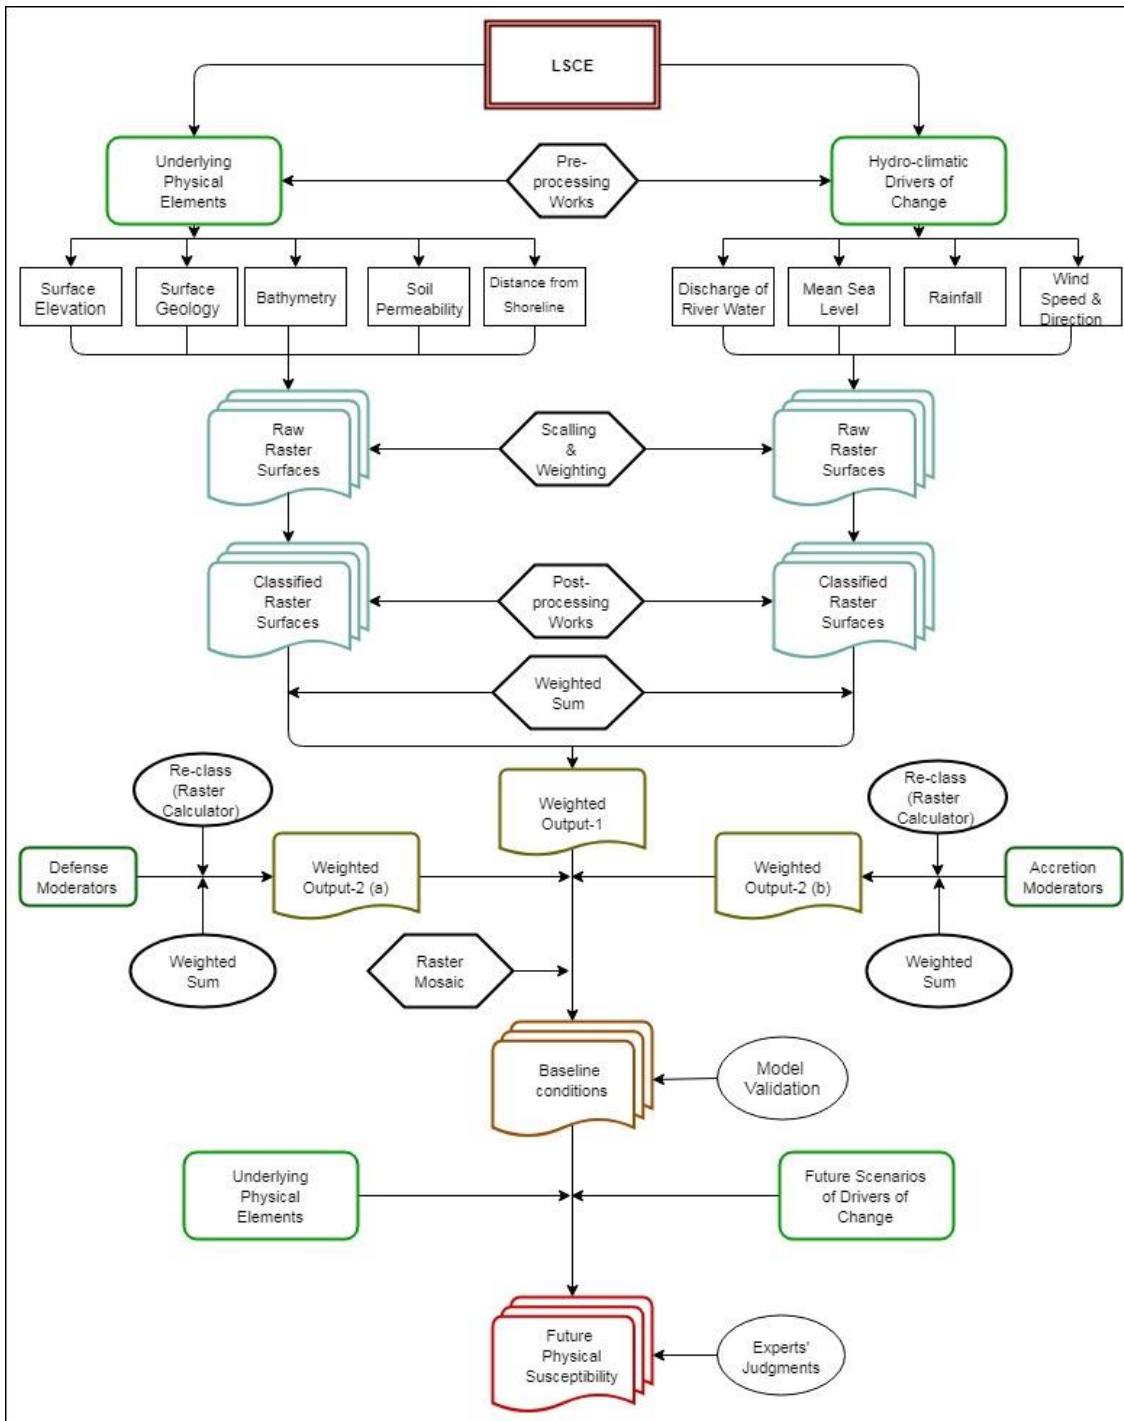 LSCE
Underlying
Physical
Elements
Pre-
processing
Works
Hydro-climatic
Drivers of
Change
Surface
Elevation
Surface
Geology
Bathymetry
Soil
Permeability
Distance from
Shoreline
Discharge of
River Water
Mean Sea
Level
Rainfall
Wind
Speed &
Direction
Raw
Raster
Surfaces
Scalling
&
Weighting
Raw
Raster
Surfaces
Classified
Raster
Surfaces
Post-
processing
Works
Classified
Raster
Surfaces
Weighted
Sum
Re-class
(Raster
Calculator)
Weighted
Output-1
Re-class
(Raster
Calculator)
Defense
Moderators
Weighted
Output-2 (a)
Weighted
Output-2 (b)
Accretion
Moderators
Weighted
Sum
Raster
Mosaic
Weighted
Sum
Baseline
conditions
Model
Validation
Underlying
Physical
Elements
Future Scenarios
of Drivers of
Change
Future
Physical
Susceptibility
Experts'
Judgments